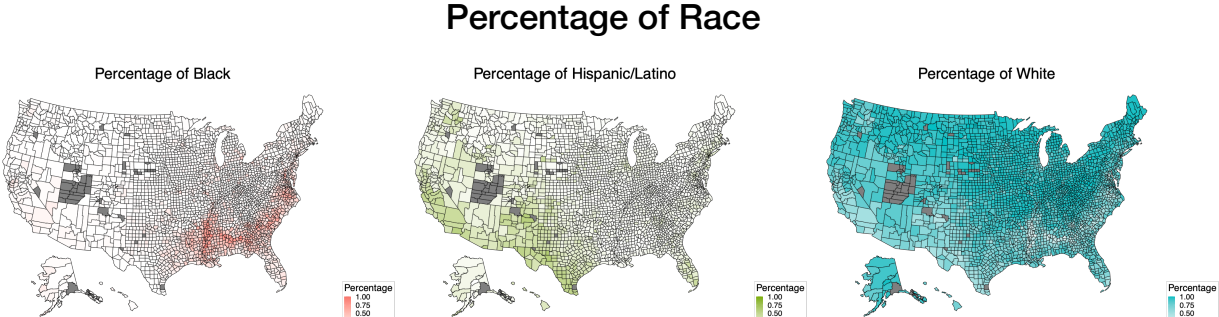 Percentage of Race
Percentage of Black
Percentage of Hispanic/Latino
Percentage of White
Percentage
1.00
0.75
0.50
Percentage
1.00
0.75
0.50
Percentage
1.00
0.75
0.50